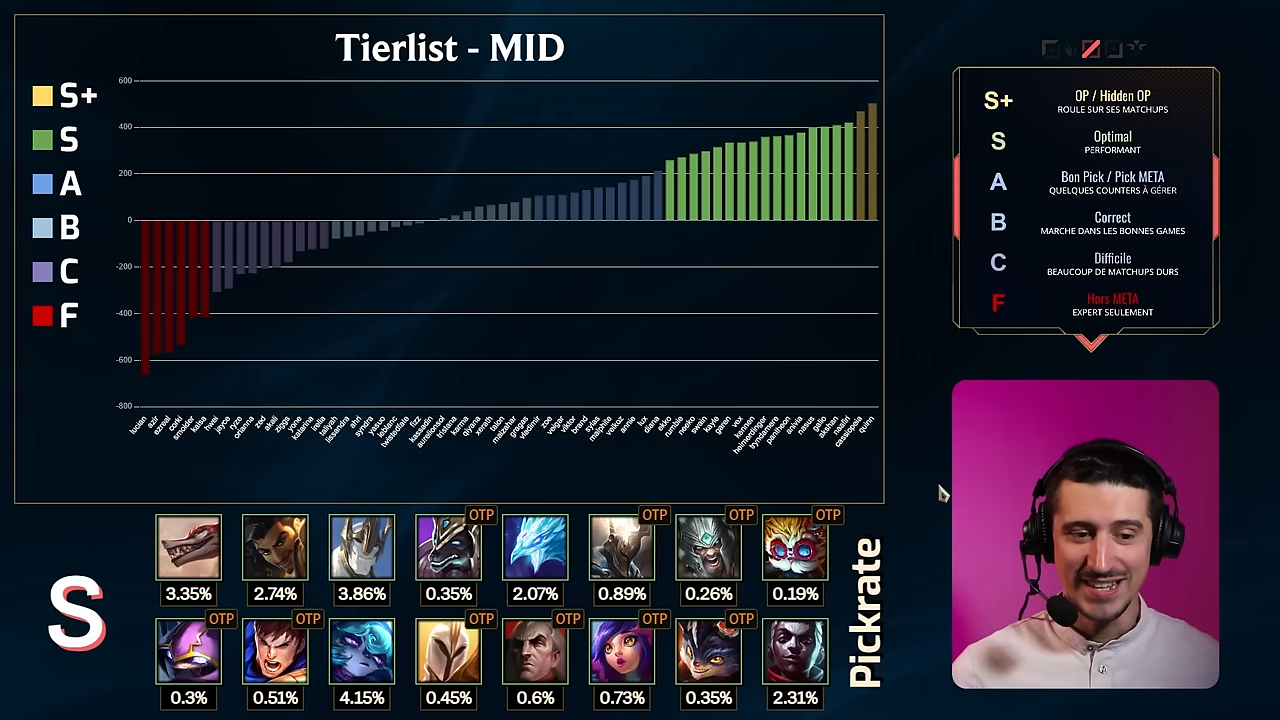 Tierlist - MID
S+
S
A
B
C
F
600
400
200
0
-200
-400
-600
-800
lucian
azir
ezreal
corki
smolder
kaisa
hwei
jayce
ryze
orianna
zed
akali
ziggs
yone
katarina
irelia
taliyah
lissandra
ahri
syndra
yasuo
leblanc
twistedfate
fizz
kassadin
aurelionsol
tristana
karma
qiyana
xerath
talon
malzahar
gragas
vladimir
zoe
veigar
viktor
brand
sylas
malphite
velkoz
annie
lux
diana
ekko
rumble
neeko
swain
kayle
garen
vex
kennen
heimerdinger
tryndamere
pantheon
anivia
nasus
galio
akshan
naafiri
cassiopeia
quinn
S+
OP / Hidden OP
ROULE SUR SES MATCHUPS
S
Optimal
PERFORMANT
A
Bon Pick / Pick META
QUELQUES COUNTERS À GÉRER
B
Correct
MARCHE DANS LES BONNES GAMES
C
Difficile
BEAUCOUP DE MATCHUPS DURS
F
Hors META
EXPERT SEULEMENT
S
OTP OTP OTP OTP
3.35% 2.74% 3.86% 0.35% 2.07% 0.89% 0.26% 0.19%
OTP OTP OTP OTP OTP OTP
0.3% 0.51% 4.15% 0.45% 0.6% 0.73% 0.35% 2.31%
Pickrate